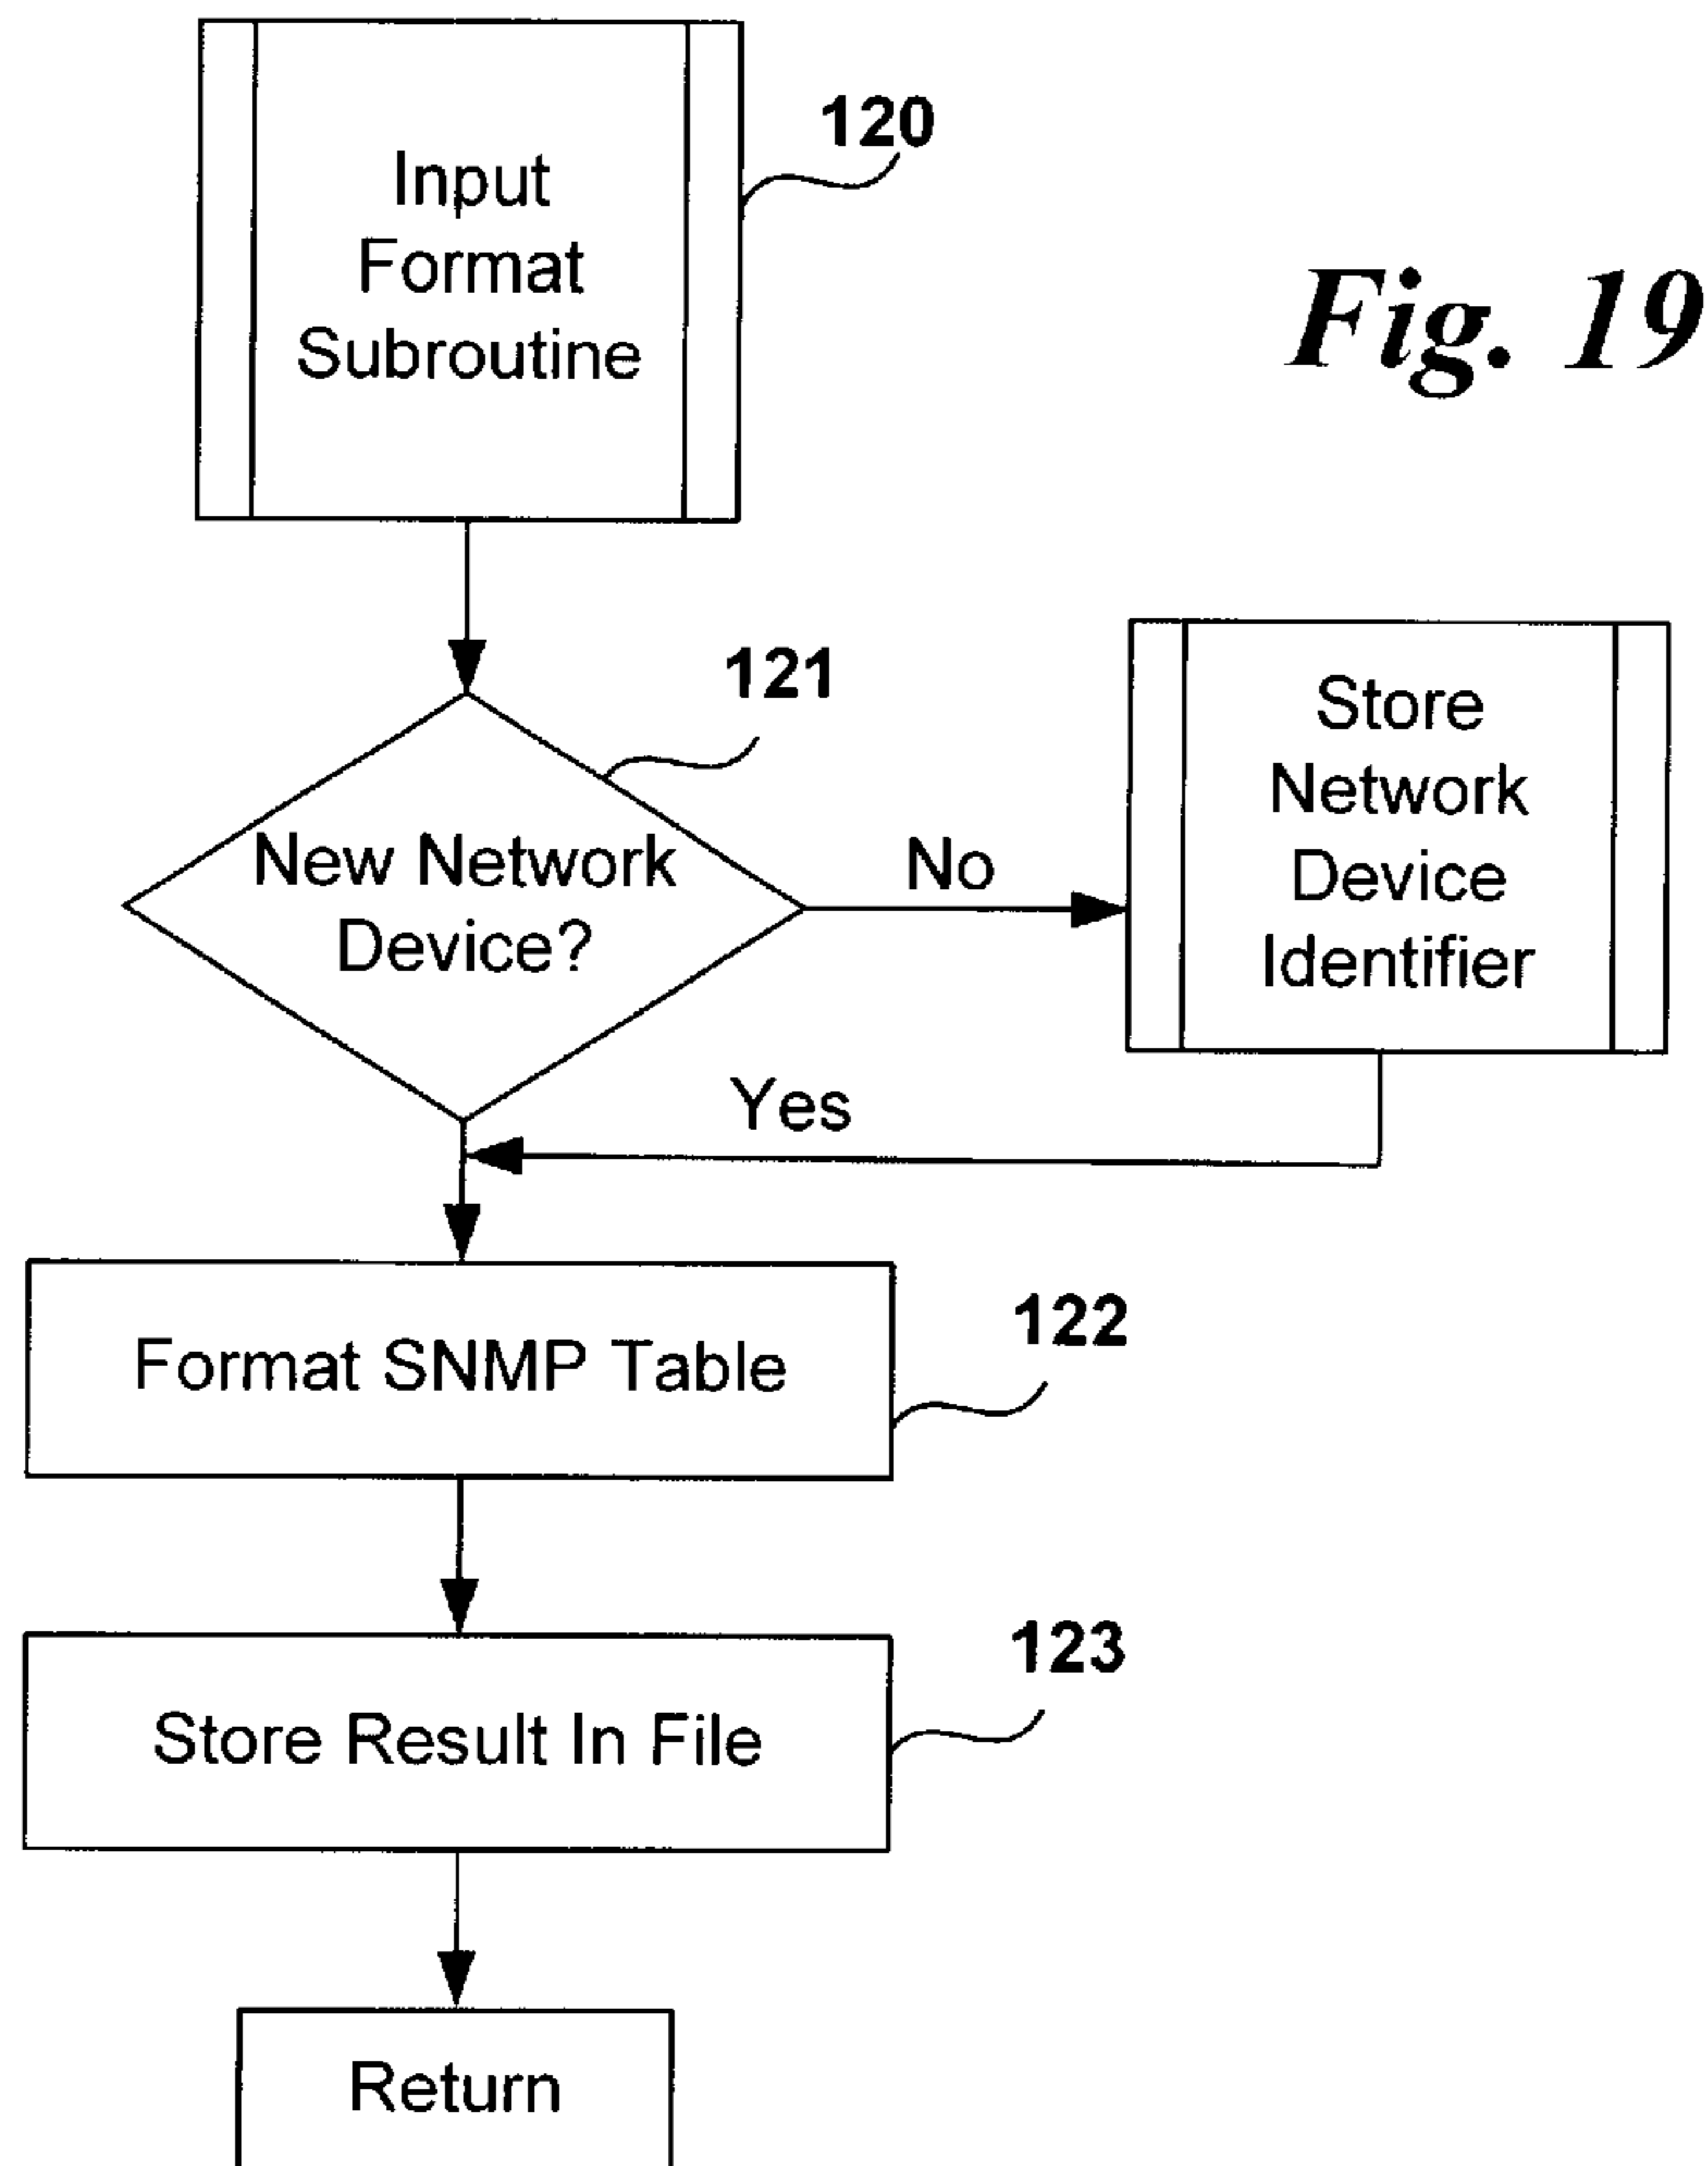 120
Input
Format
Subroutine
Fig. 19
121
New Network
Device?
No
Store
Network
Device
Identifier
Yes
Format SNMP Table
122
Store Result In File
123
Return